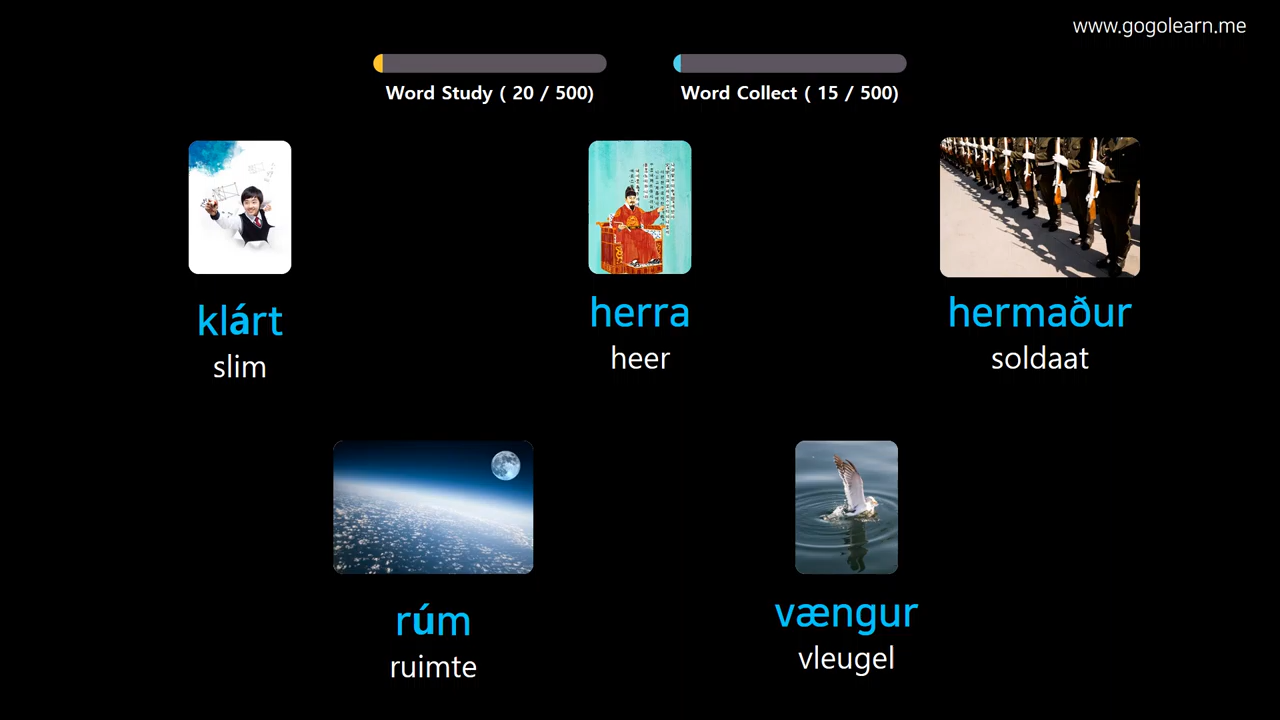 www.gogolearn.me
Word Study ( 20 / 500)
Word Collect ( 15 / 500)
klárt
slim
herra
heer
hermaður
soldaat
rúm
ruimte
vængur
vleugel